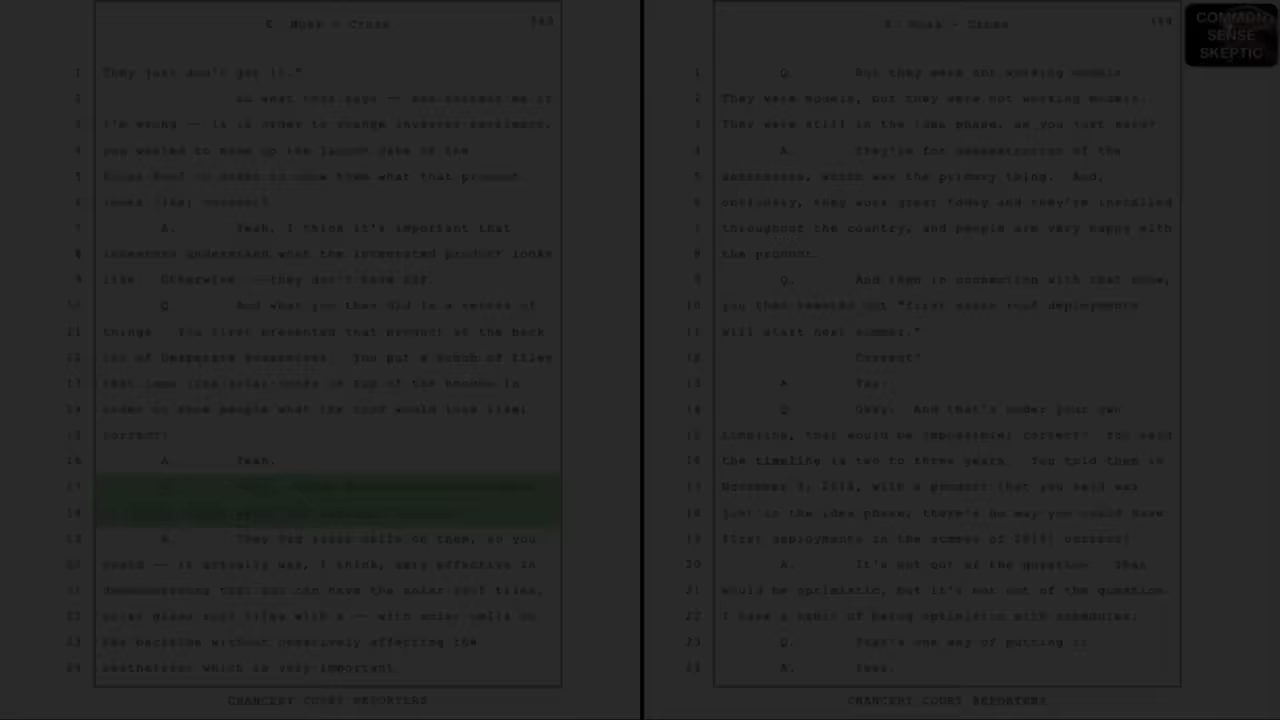 E. Musk - Cross 183
1 They just don't get it."
2 So what this says -- and correct me if
3 I'm wrong -- is in order to change investor sentiment,
4 you wanted to move up the launch date of the
5 Solar Roof in order to show them what that product
6 looks like; correct?
7 A. Yeah, I think it's important that
8 investors understand what the integrated product looks
9 like. Otherwise -- they don't have
10 Q. And what you then did is a series of
11 things. You first presented that product at the back
12 lot of Desperate Housewives. You put a bunch of tiles
13 that look like solar roofs on top of the houses in
14 order to show people what the roof would look like;
15 correct?
16 A. Yeah.
17
18
19 A. They had solar cells on them, so you
20 could -- it actually was, I think, very effective in
21 demonstrating that you can have the solar roof tiles,
22 solar glass roof tiles with a -- with solar cells on
23 the backside without negatively affecting the
24 aesthetics, which is very important.
CHANCERY COURT REPORTERS
E. Musk - Cross 184
1 Q. But they were not working models.
2 They were models, but they were not working models.
3 They were still in the idea phase, as you just said?
4 A. They're for demonstration of the
5 aesthetics, which was the primary thing. And,
6 obviously, they work great today and they're installed
7 throughout the country, and people are very happy with
8 the product.
9 Q. And then in connection with that show,
10 you then tweeted out "first solar roof deployments
11 will start next summer."
12 Correct?
13 A. Yes.
14 Q. Okay. And that's under your own
15 timeline, that would be impossible; correct? You said
16 the timeline is two to three years. You told them in
17 November 4, 2016, with a product that you said was
18 just in the idea phase, there's no way you could have
19 first deployments in the summer of 2017; correct?
20 A. It's not out of the question. That
21 would be optimistic, but it's not out of the question.
22 I have a habit of being optimistic with schedules.
23 Q. That's one way of putting it.
24 A. Yes.
CHANCERY COURT REPORTERS
COMMON
SENSE
SKEPTIC